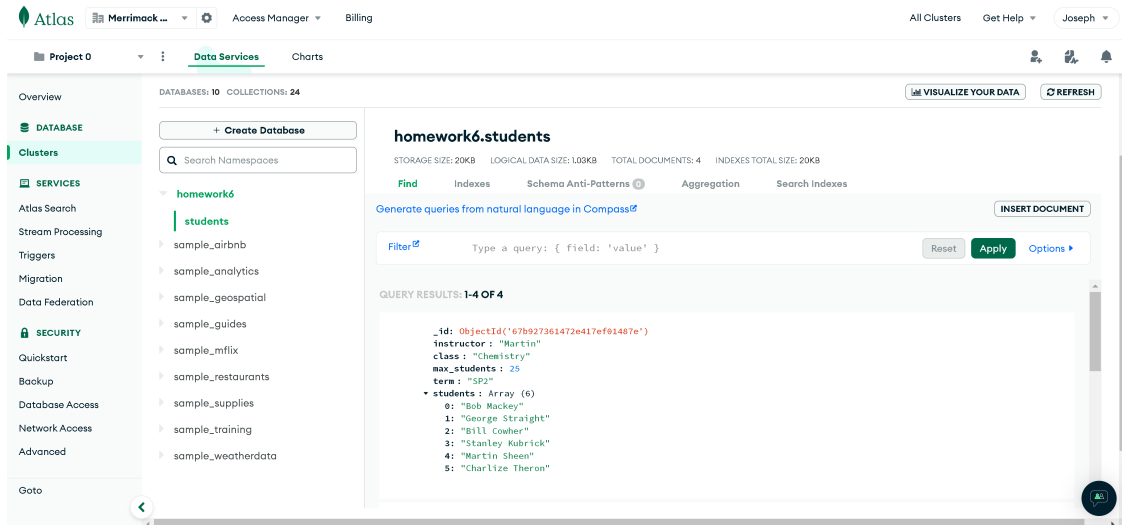 Atlas
Merrimack ...
Access Manager
Billing
All Clusters
Get Help
Joseph
Project 0
Data Services
Charts
Overview
DATABASE
Clusters
SERVICES
Atlas Search
Stream Processing
Triggers
Migration
Data Federation
SECURITY
Quickstart
Backup
Database Access
Network Access
Advanced
Goto
DATABASES: 10 COLLECTIONS: 24
VISUALIZE YOUR DATA
REFRESH
+ Create Database
Search Namespaces
homework6
students
sample_airbnb
sample_analytics
sample_geospatial
sample_guides
sample_mflix
sample_restaurants
sample_supplies
sample_training
sample_weatherdata
homework6.students
STORAGE SIZE: 20KB LOGICAL DATA SIZE: 1.03KB TOTAL DOCUMENTS: 4 INDEXES TOTAL SIZE: 20KB
Find Indexes Schema Anti-Patterns 0 Aggregation Search Indexes
Generate queries from natural language in Compass
INSERT DOCUMENT
Filter
Type a query: { field: 'value' }
Reset
Apply
Options
QUERY RESULTS: 1-4 OF 4
_id: ObjectId('67b927361472e417ef01487e')
instructor : "Martin"
class : "Chemistry"
max_students : 25
term : "SP2"
students : Array (6)
0: "Bob Mackey"
1: "George Straight"
2: "Bill Cowher"
3: "Stanley Kubrick"
4: "Martin Sheen"
5: "Charlize Theron"